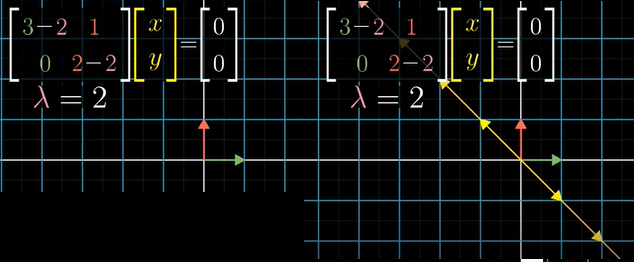 [3−2 1; 0 2−2] [x; y] = [0; 0]
λ = 2
[3−2 1; 0 2−2] [x; y] = [0; 0]
λ = 2